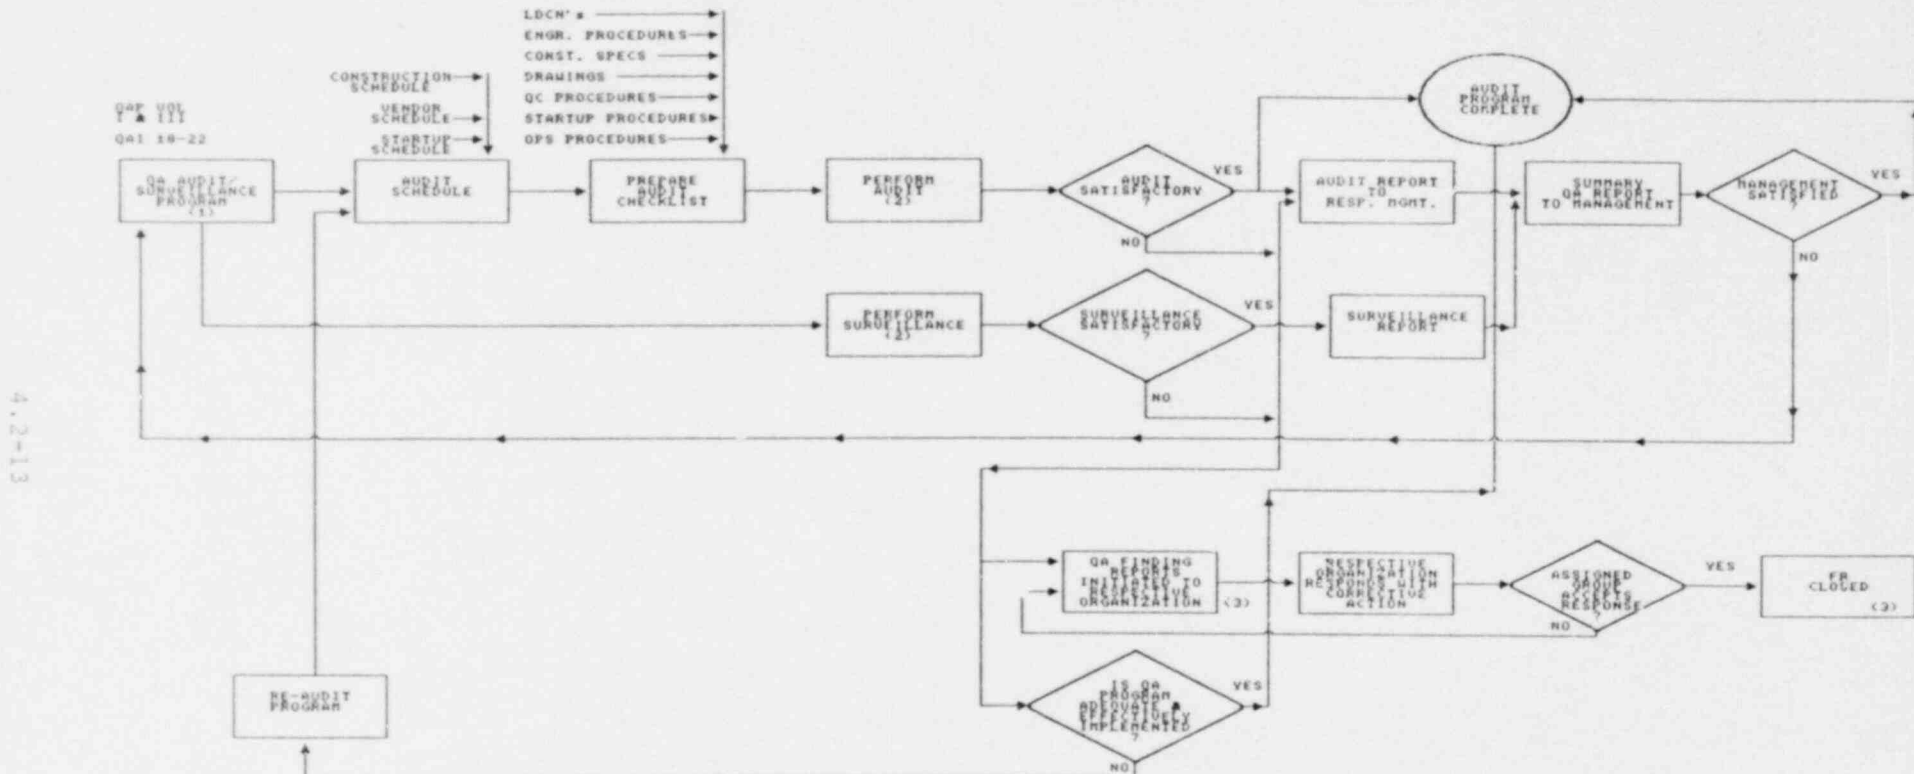 LDCN's
ENGR. PROCEDURES
CONST. SPECS
DRAWINGS
QC PROCEDURES
STARTUP PROCEDURES
OPS PROCEDURES
CONSTRUCTION
SCHEDULE
VENDOR
SCHEDULE
STARTUP
SCHEDULE
QAP VOL
I & III
QAI 18-22
QA AUDIT/
SURVEILLANCE
PROGRAM
(1)
AUDIT
SCHEDULE
PREPARE
AUDIT
CHECKLIST
PERFORM
AUDIT
(2)
AUDIT
SATISFACTORY
?
YES
NO
AUDIT REPORT
TO
RESP. MGMT.
AUDIT
PROGRAM
COMPLETE
SUMMARY
QA REPORT
TO MANAGEMENT
MANAGEMENT
SATISFIED
?
YES
NO
PERFORM
SURVEILLANCE
(2)
SURVEILLANCE
SATISFACTORY
?
YES
NO
SURVEILLANCE
REPORT
4.2-13
QA FINDING
REPORTS
INITIATED TO
RESPECTIVE
ORGANIZATION
(3)
RESPECTIVE
ORGANIZATION
RESPONDS WITH
CORRECTIVE
ACTION
ASSIGNED
GROUP
ACCEPTS
RESPONSE
?
YES
NO
FR
CLOSED
(3)
RE-AUDIT
PROGRAM
IS QA
PROGRAM
ADEQUATE &
EFFECTIVELY
IMPLEMENTED
?
YES
NO